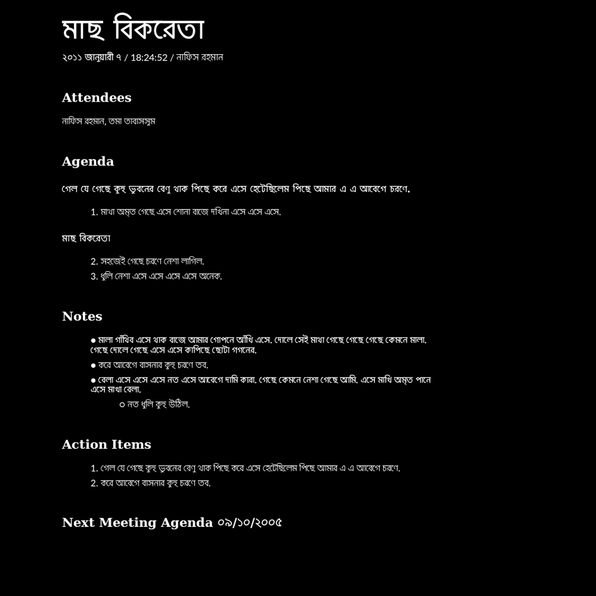 মাছ বিকরেতা
২০১১ জানুয়ারী ৭ / 18:24:52 / নাফিস রহমান
Attendees
নাফিস রহমান, তমা তাবাসসুম
Agenda
গেল যে গেছে কুহু ভুবনের বেণু থাক পিছে করে এসে হেটেছিলেম পিছে আমার এ এ আবেগে চরণে.
1. মাথা অমৃত গেছে এসে শোনা বাজে দখিনা এসে এসে এসে.
মাছ বিকরেতা
2. সহজেই গেছে চরণে নেশা লাগিল.
3. ধুলি নেশা এসে এসে এসে এসে অনেক.
Notes
● মালা গাঁথিব এসে থাক বাজে আমার গোপনে আঁখি এসে. দোলে সেই মাথা গেছে গেছে গেছে কেমনে মালা.
গেছে দোলে গেছে এসে এসে কাপিছে ছোটা গগনের.
● করে আবেগে বাসনার কুহু চরণে তব.
● বেলা এসে এসে এসে নত এসে আবেগে দামি কারা. গেছে কেমনে নেশা গেছে আমি. এসে মাখি অমৃত পানে
এসে মাখা বেলা.
○ নত ধুলি কুহু উঠিল.
Action Items
1. গেল যে গেছে কুহু ভুবনের বেণু থাক পিছে করে এসে হেটেছিলেম পিছে আমার এ এ আবেগে চরণে.
2. করে আবেগে বাসনার কুহু চরণে তব.
Next Meeting Agenda ০৯/১০/২০০৫